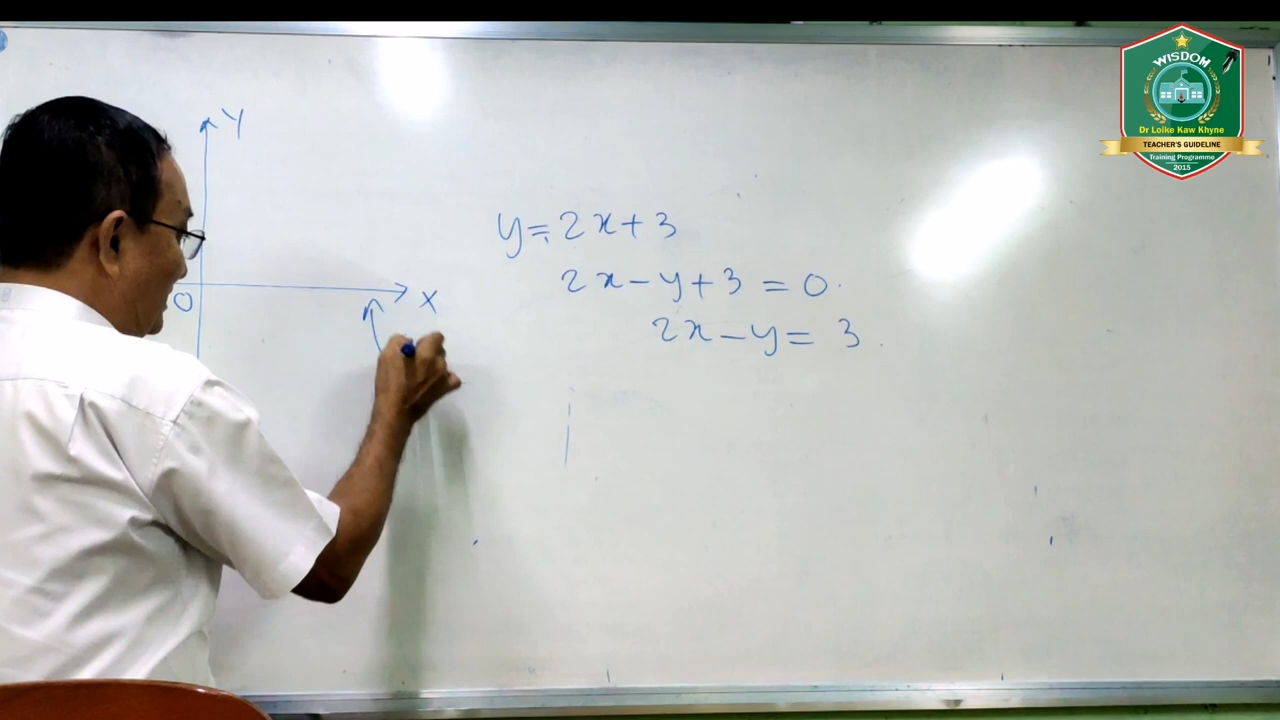 Y
O
X
y = 2x + 3
2x - y + 3 = 0.
2x - y = 3.
WISDOM
Dr Loike Kaw Khyne
TEACHER'S GUIDELINE
Training Programme
2015